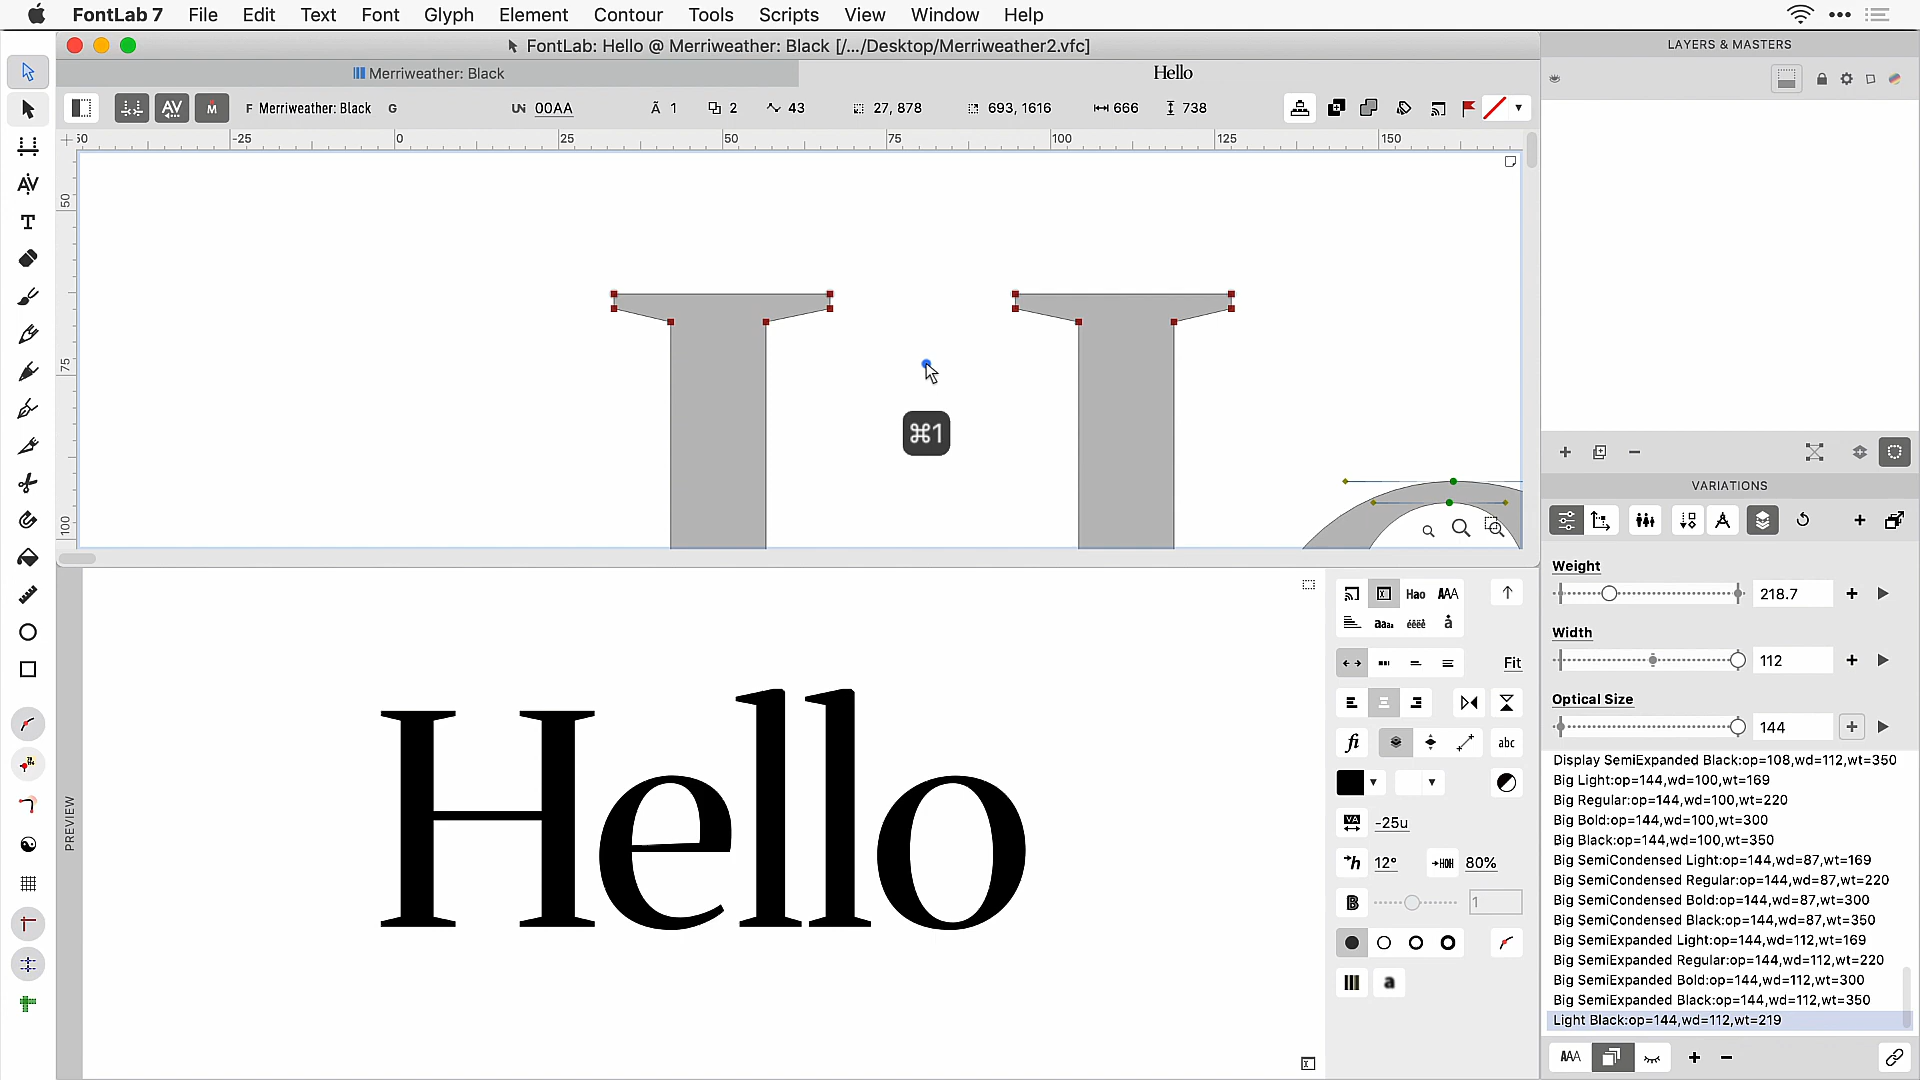 FontLab 7 File Edit Text Font Glyph Element Contour Tools Scripts View Window Help
FontLab: Hello @ Merriweather: Black [/.../Desktop/Merriweather2.vfc]
LAYERS & MASTERS
Merriweather: Black
Hello
F Merriweather: Black G
00AA
Ã 1
2
43
27, 878
693, 1616
666
738
50 -25 0 25 50 75 100 125 150
50
75
100
⌘1
VARIATIONS
Weight
218.7
Width
112
Optical Size
144
Display SemiExpanded Black:op=108,wd=112,wt=350
Big Light:op=144,wd=100,wt=169
Big Regular:op=144,wd=100,wt=220
Big Bold:op=144,wd=100,wt=300
Big Black:op=144,wd=100,wt=350
Big SemiCondensed Light:op=144,wd=87,wt=169
Big SemiCondensed Regular:op=144,wd=87,wt=220
Big SemiCondensed Bold:op=144,wd=87,wt=300
Big SemiCondensed Black:op=144,wd=87,wt=350
Big SemiExpanded Light:op=144,wd=112,wt=169
Big SemiExpanded Regular:op=144,wd=112,wt=220
Big SemiExpanded Bold:op=144,wd=112,wt=300
Big SemiExpanded Black:op=144,wd=112,wt=350
Light Black:op=144,wd=112,wt=219
AAA
PREVIEW
Hello
Hao AAA
Fit
fi
abc
-25u
h 12° 80%
B 1
a